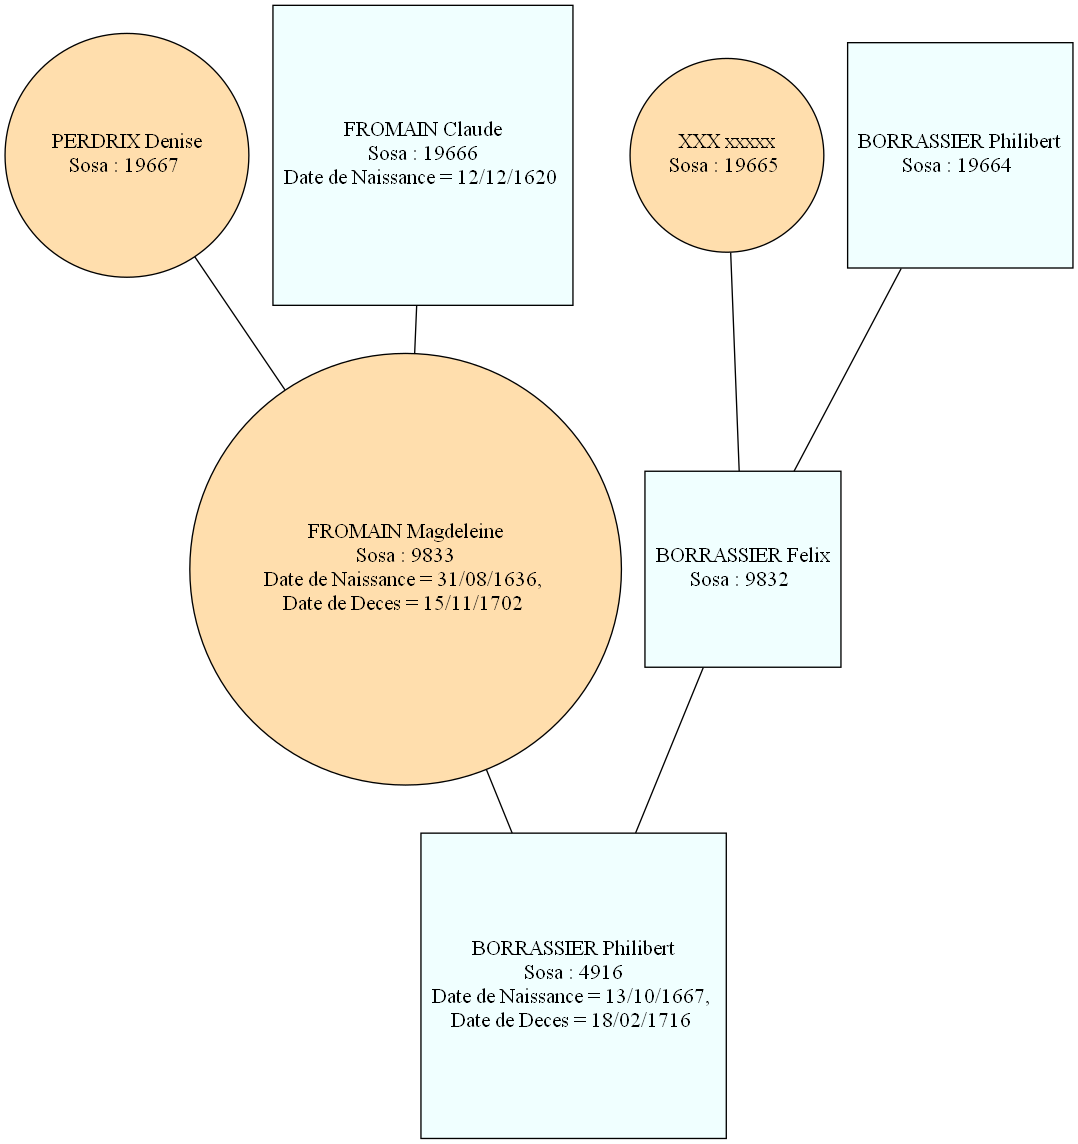 PERDRIX Denise
Sosa : 19667
FROMAIN Claude
Sosa : 19666
Date de Naissance = 12/12/1620
XXX xxxxx
Sosa : 19665
BORRASSIER Philibert
Sosa : 19664
FROMAIN Magdeleine
Sosa : 9833
Date de Naissance = 31/08/1636,
Date de Deces = 15/11/1702
BORRASSIER Felix
Sosa : 9832
BORRASSIER Philibert
Sosa : 4916
Date de Naissance = 13/10/1667,
Date de Deces = 18/02/1716